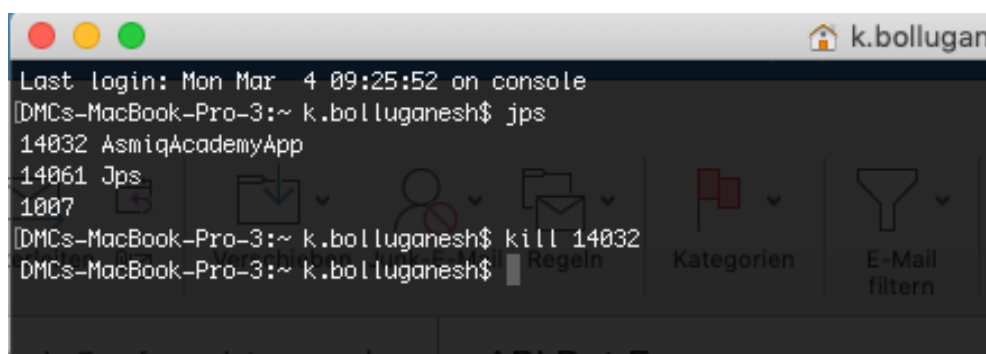 k.bollugan
Last login: Mon Mar  4 09:25:52 on console
[DMCs-MacBook-Pro-3:~ k.bolluganesh$ jps
14032 AsmiqAcademyApp
14061 Jps
1007
[DMCs-MacBook-Pro-3:~ k.bolluganesh$ kill 14032
DMCs-MacBook-Pro-3:~ k.bolluganesh$
Verschieben Junk-E-Mail Regeln Kategorien E-Mail
filtern